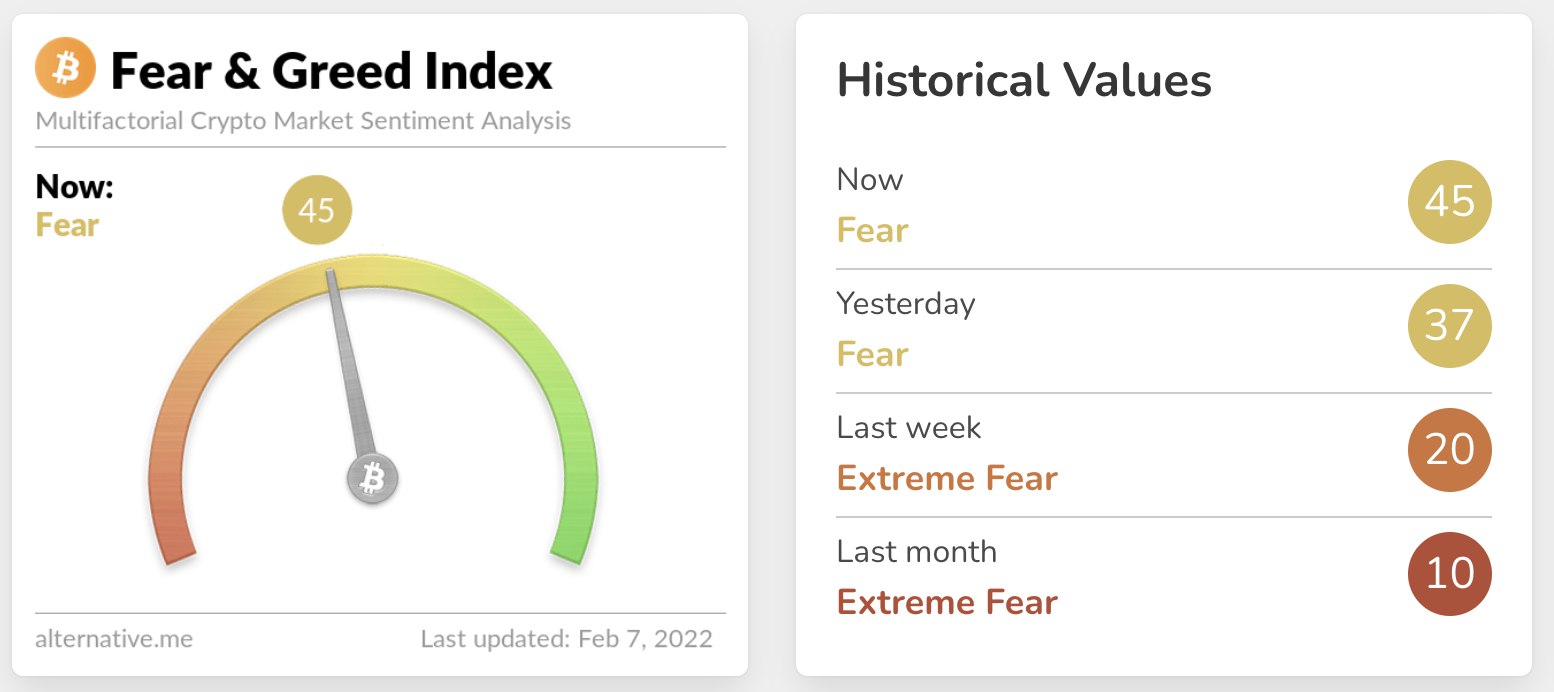 Fear & Greed Index
Multifactorial Crypto Market Sentiment Analysis
Now:
Fear
45
alternative.me
Last updated: Feb 7, 2022
Historical Values
Now
Fear
45
Yesterday
Fear
37
Last week
Extreme Fear
20
Last month
Extreme Fear
10